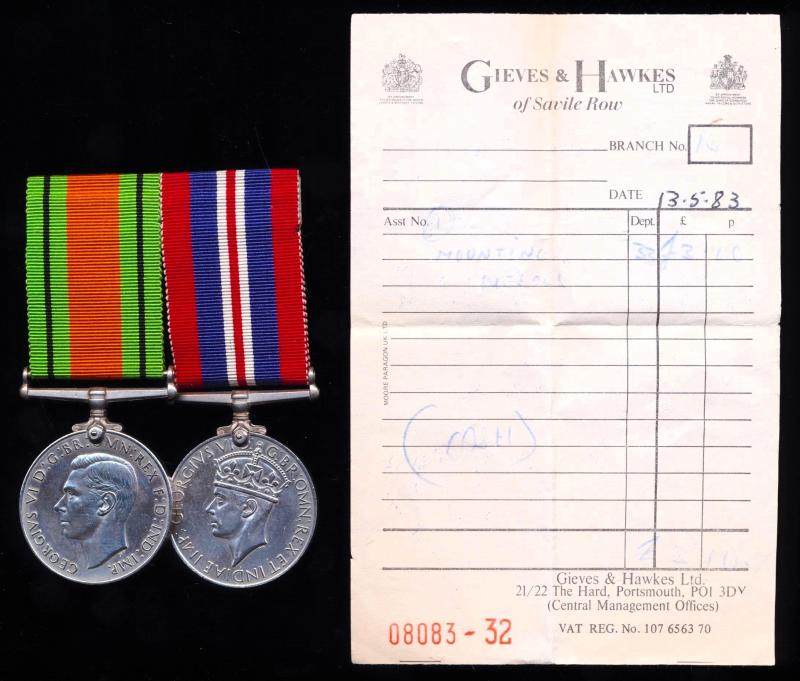 GIEVES & HAWKES
LTD
of Savile Row
BRANCH No.
DATE 13.5.83
Asst No. Dept. £ p
MOUNTING
MEDALS
(CASH)
MOORE PARAGON UK LTD
Gieves & Hawkes Ltd.
21/22 The Hard, Portsmouth, PO1 3DY
(Central Management Offices)
08083 - 32
VAT REG. No. 107 6563 70
GEORGIVS VI D:G:BR:OMN:REX F:D:IND:IMP.
GEORGIVS VI D:G:BR:OMN:REX ET INDIAE IMP.